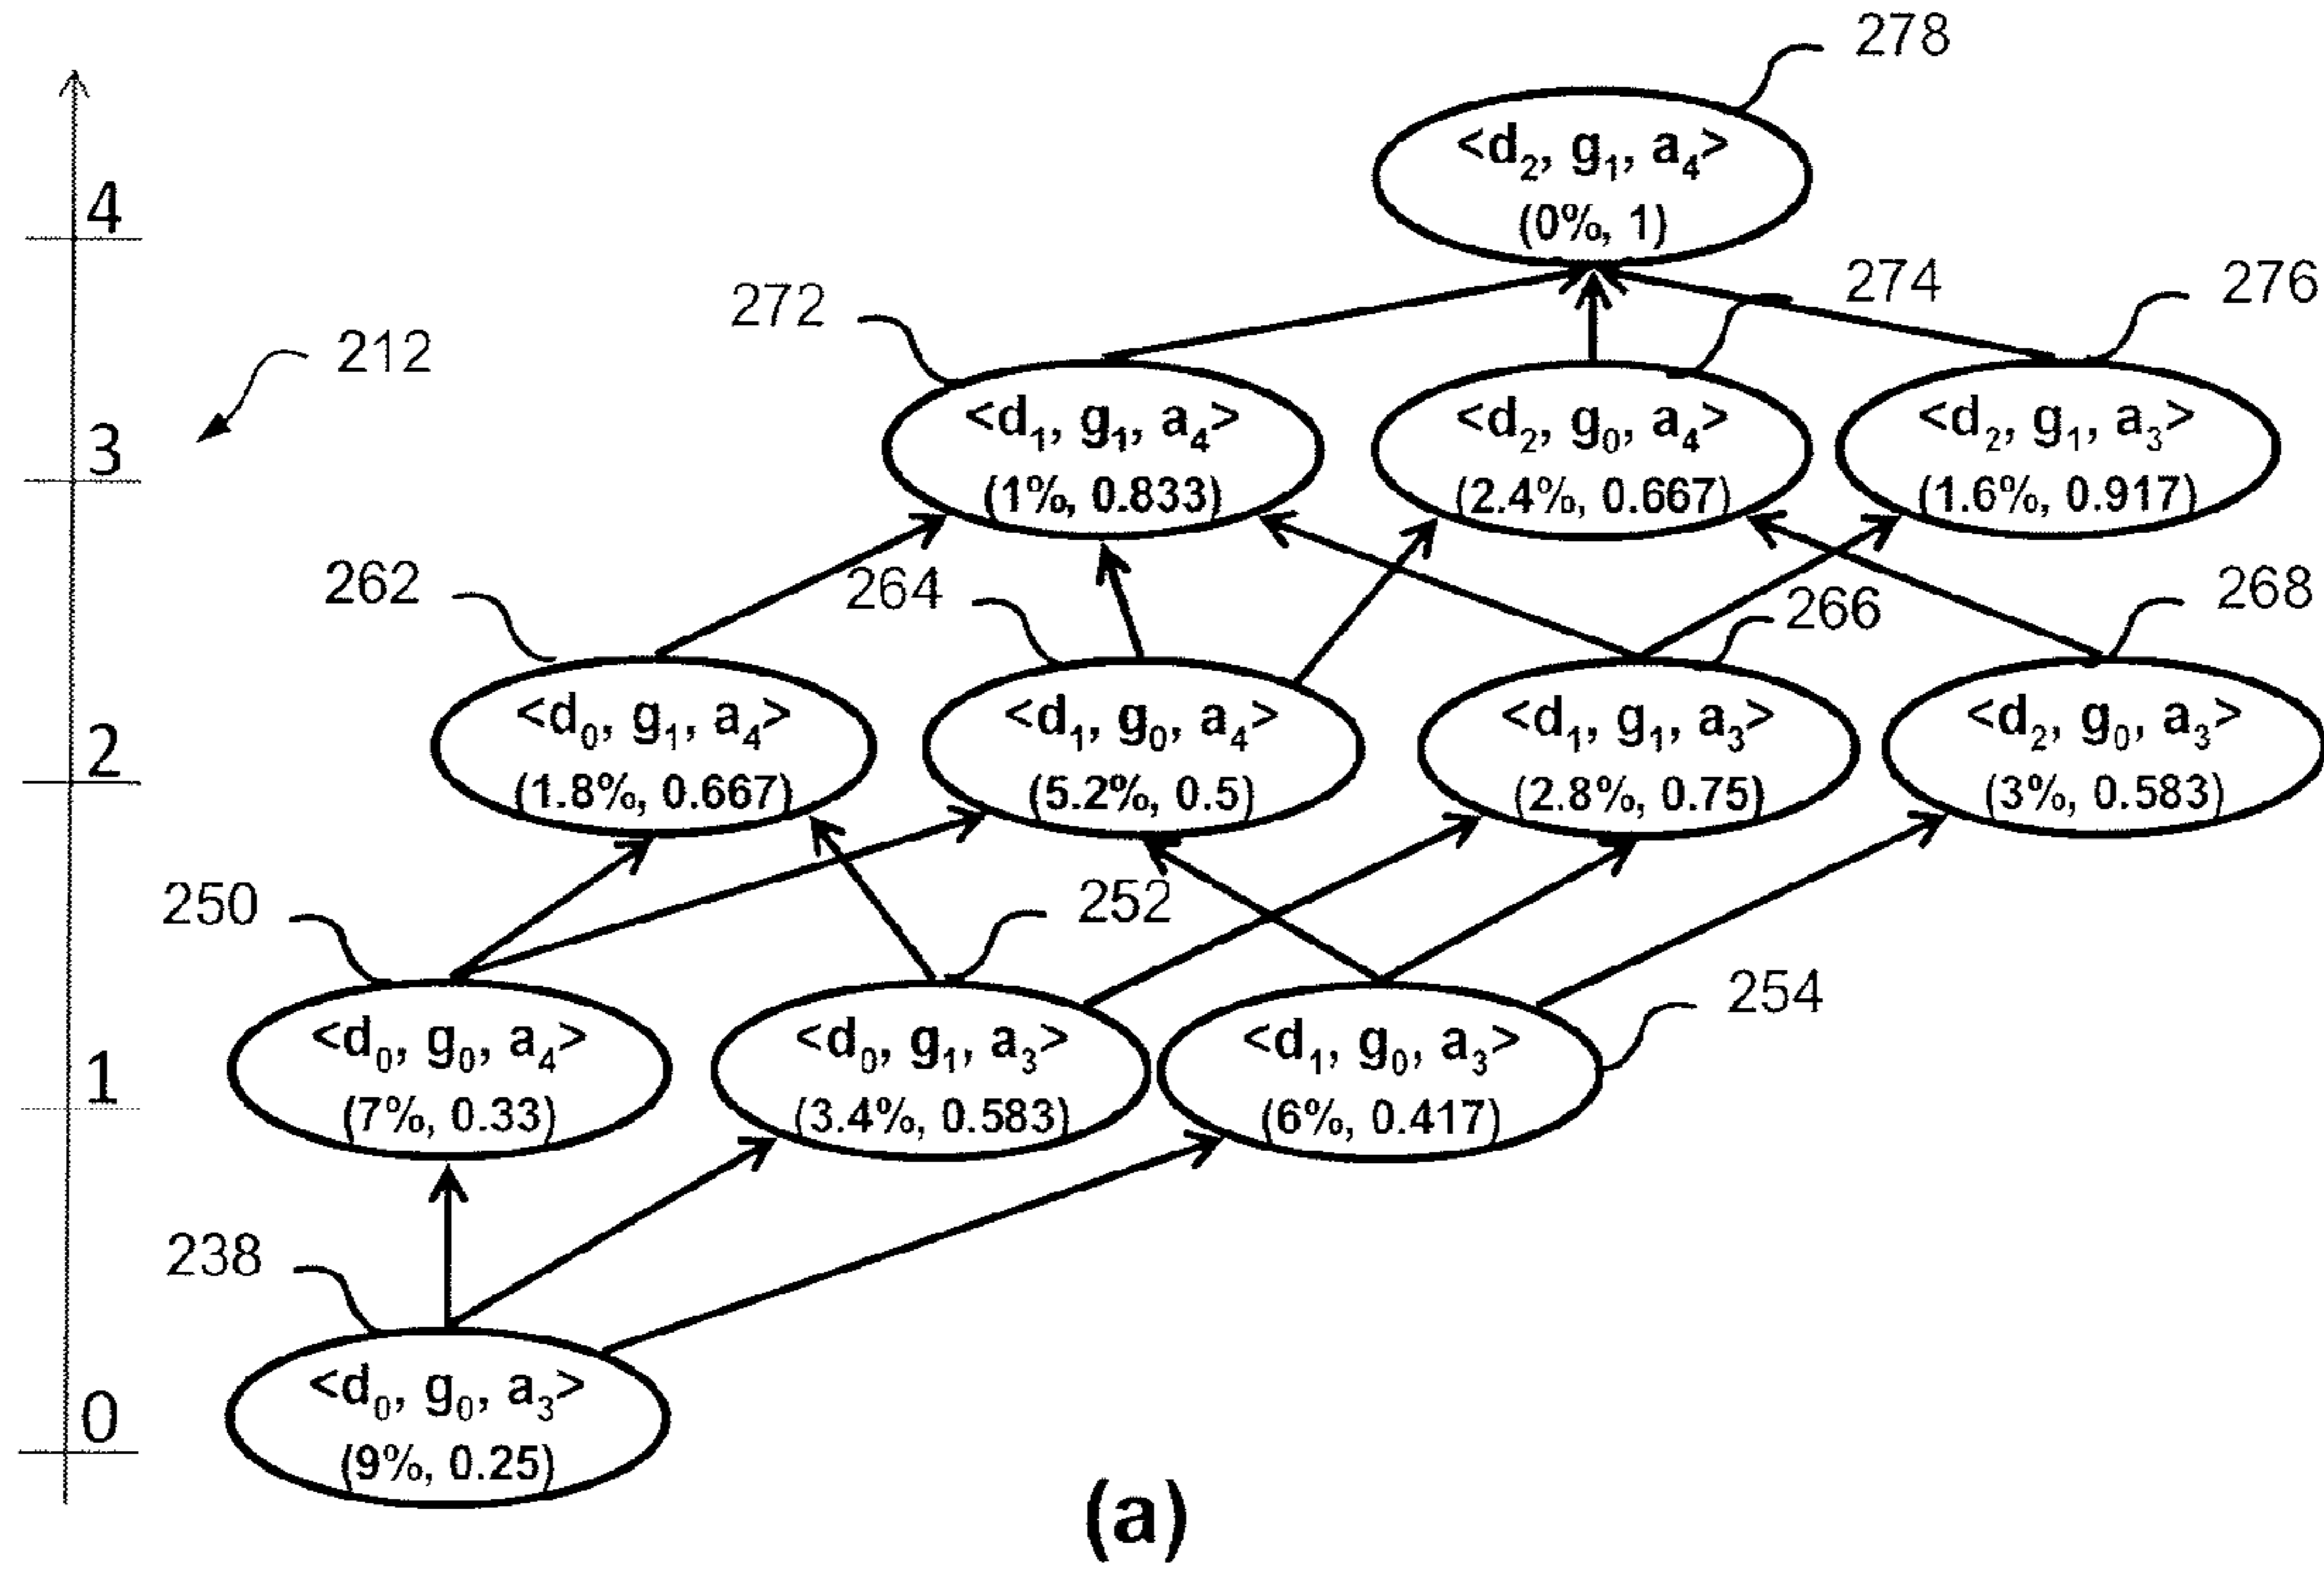 278
<d₂, g₁, a₄>
(0%, 1)
4
272
274
276
212
<d₁, g₁, a₄>
(1%, 0.833)
<d₂, g₀, a₄>
(2.4%, 0.667)
<d₂, g₁, a₃>
(1.6%, 0.917)
3
262
264
266
268
<d₀, g₁, a₄>
(1.8%, 0.667)
<d₁, g₀, a₄>
(5.2%, 0.5)
<d₁, g₁, a₃>
(2.8%, 0.75)
<d₂, g₀, a₃>
(3%, 0.583)
2
250
252
254
<d₀, g₀, a₄>
(7%, 0.33)
<d₀, g₁, a₃>
(3.4%, 0.583)
<d₁, g₀, a₃>
(6%, 0.417)
1
238
<d₀, g₀, a₃>
(9%, 0.25)
0
(a)